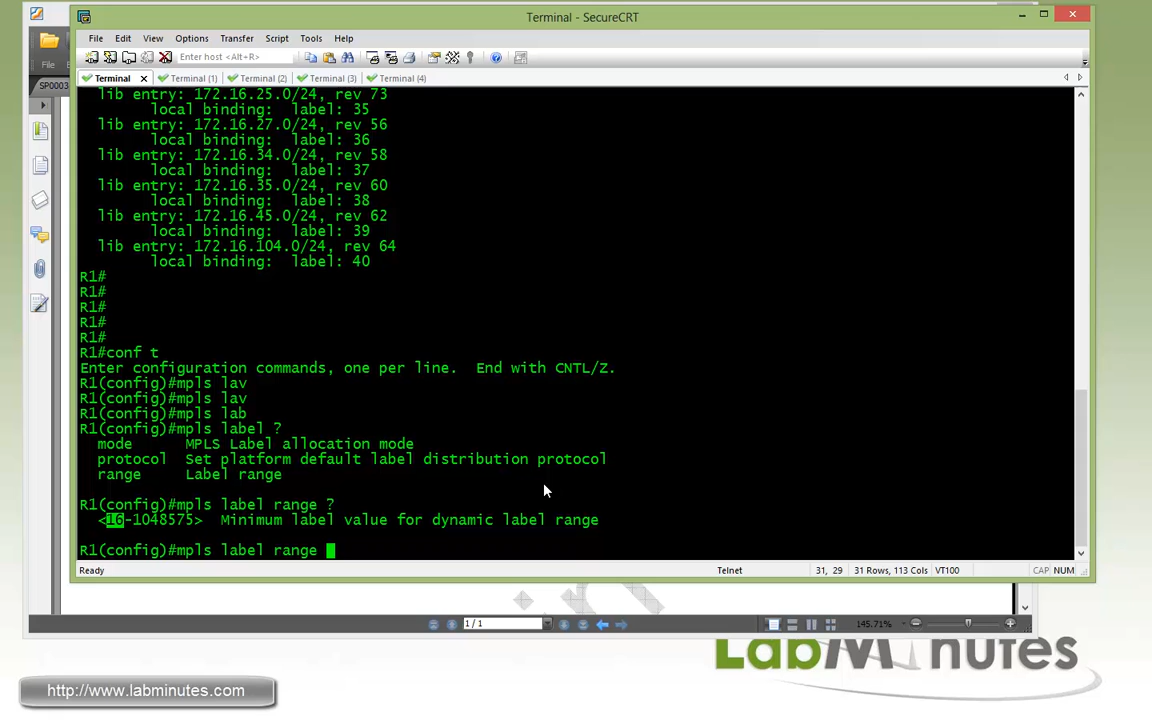 Terminal - SecureCRT
File Edit View Options Transfer Script Tools Help
File
Enter host <Alt+R>
SP0003
Terminal Terminal (1) Terminal (2) Terminal (3) Terminal (4)
lib entry: 172.16.25.0/24, rev 73
local binding: label: 35
lib entry: 172.16.27.0/24, rev 56
local binding: label: 36
lib entry: 172.16.34.0/24, rev 58
local binding: label: 37
lib entry: 172.16.35.0/24, rev 60
local binding: label: 38
lib entry: 172.16.45.0/24, rev 62
local binding: label: 39
lib entry: 172.16.104.0/24, rev 64
local binding: label: 40
R1#
R1#
R1#
R1#
R1#
R1#conf t
Enter configuration commands, one per line. End with CNTL/Z.
R1(config)#mpls lav
R1(config)#mpls lav
R1(config)#mpls lab
R1(config)#mpls label ?
mode MPLS Label allocation mode
protocol Set platform default label distribution protocol
range Label range
R1(config)#mpls label range ?
<16-1048575> Minimum label value for dynamic label range
R1(config)#mpls label range
Ready Telnet 31, 29 31 Rows, 113 Cols VT100 CAP NUM
1 / 1 145.71%
LabMinutes
http://www.labminutes.com